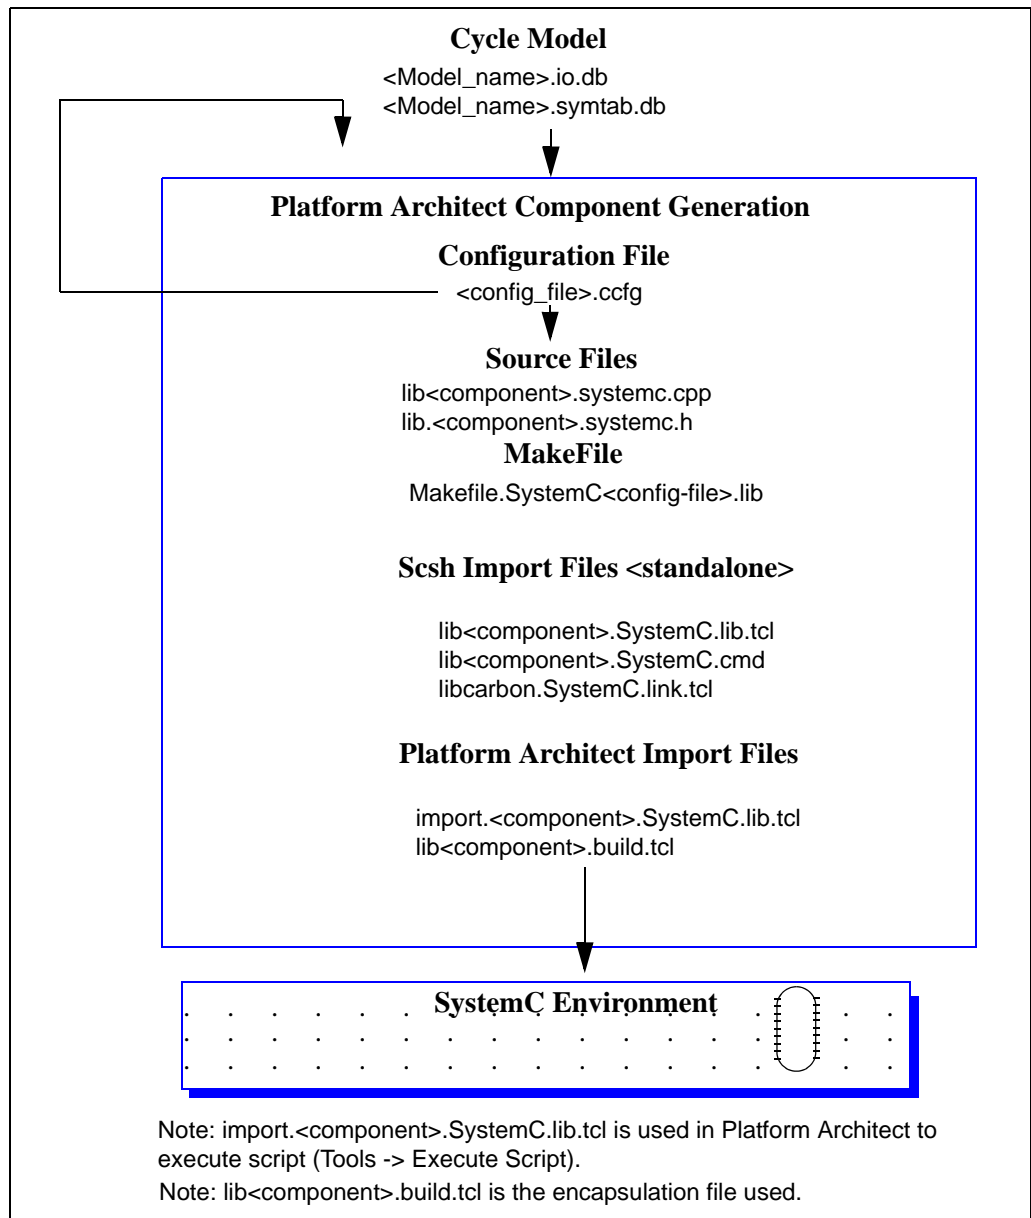 Cycle Model
<Model_name>.io.db
<Model_name>.symtab.db
Platform Architect Component Generation
Configuration File
<config_file>.ccfg
Source Files
lib<component>.systemc.cpp
lib.<component>.systemc.h
MakeFile
Makefile.SystemC<config-file>.lib
Scsh Import Files <standalone>
lib<component>.SystemC.lib.tcl
lib<component>.SystemC.cmd
libcarbon.SystemC.link.tcl
Platform Architect Import Files
import.<component>.SystemC.lib.tcl
lib<component>.build.tcl
SystemC Environment
Note: import.<component>.SystemC.lib.tcl is used in Platform Architect to
execute script (Tools -> Execute Script).
Note: lib<component>.build.tcl is the encapsulation file used.